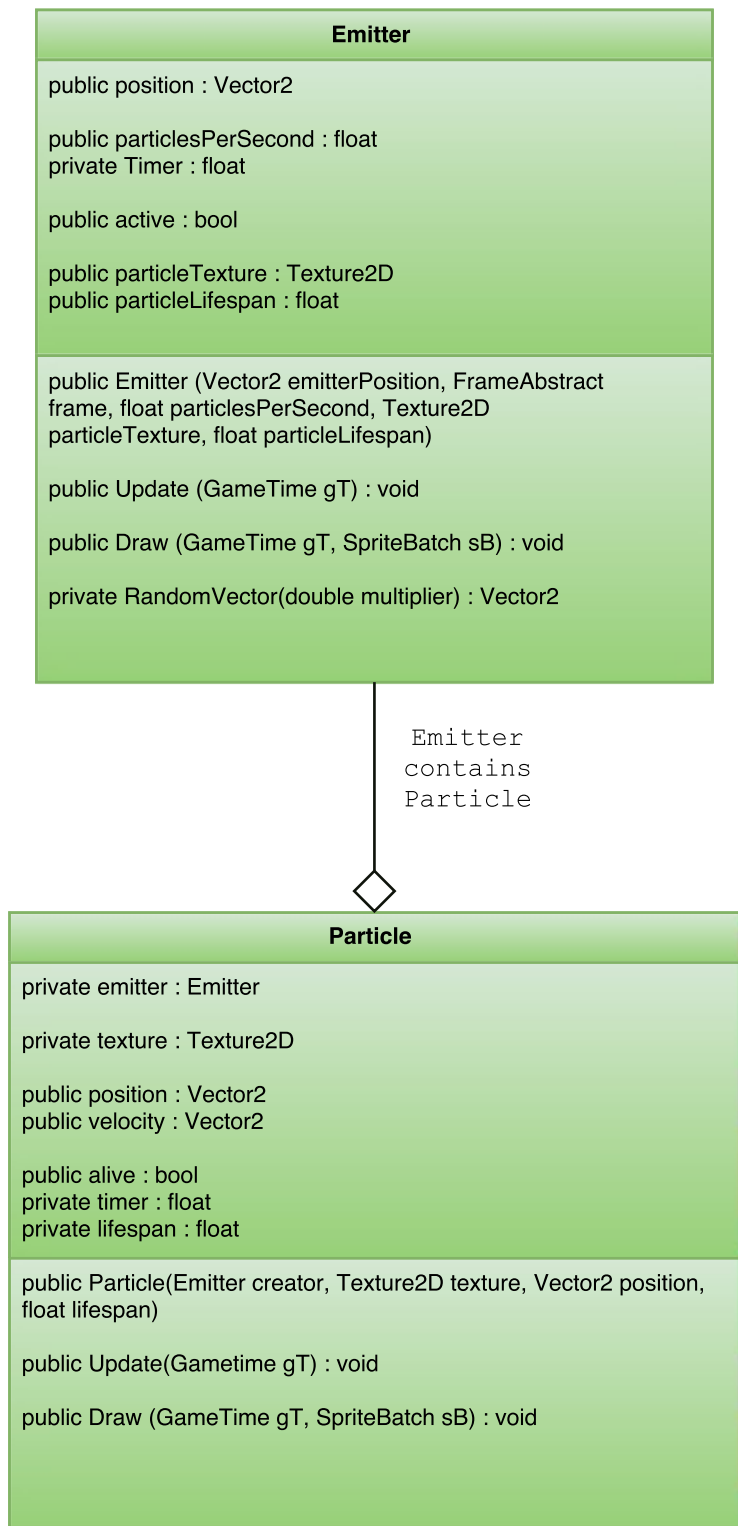 Emitter
public position : Vector2
public particlesPerSecond : float
private Timer : float
public active : bool
public particleTexture : Texture2D
public particleLifespan : float
public Emitter (Vector2 emitterPosition, FrameAbstract
frame, float particlesPerSecond, Texture2D
particleTexture, float particleLifespan)
public Update (GameTime gT) : void
public Draw (GameTime gT, SpriteBatch sB) : void
private RandomVector(double multiplier) : Vector2
Emitter
contains
Particle
Particle
private emitter : Emitter
private texture : Texture2D
public position : Vector2
public velocity : Vector2
public alive : bool
private timer : float
private lifespan : float
public Particle(Emitter creator, Texture2D texture, Vector2 position,
float lifespan)
public Update(Gametime gT) : void
public Draw (GameTime gT, SpriteBatch sB) : void